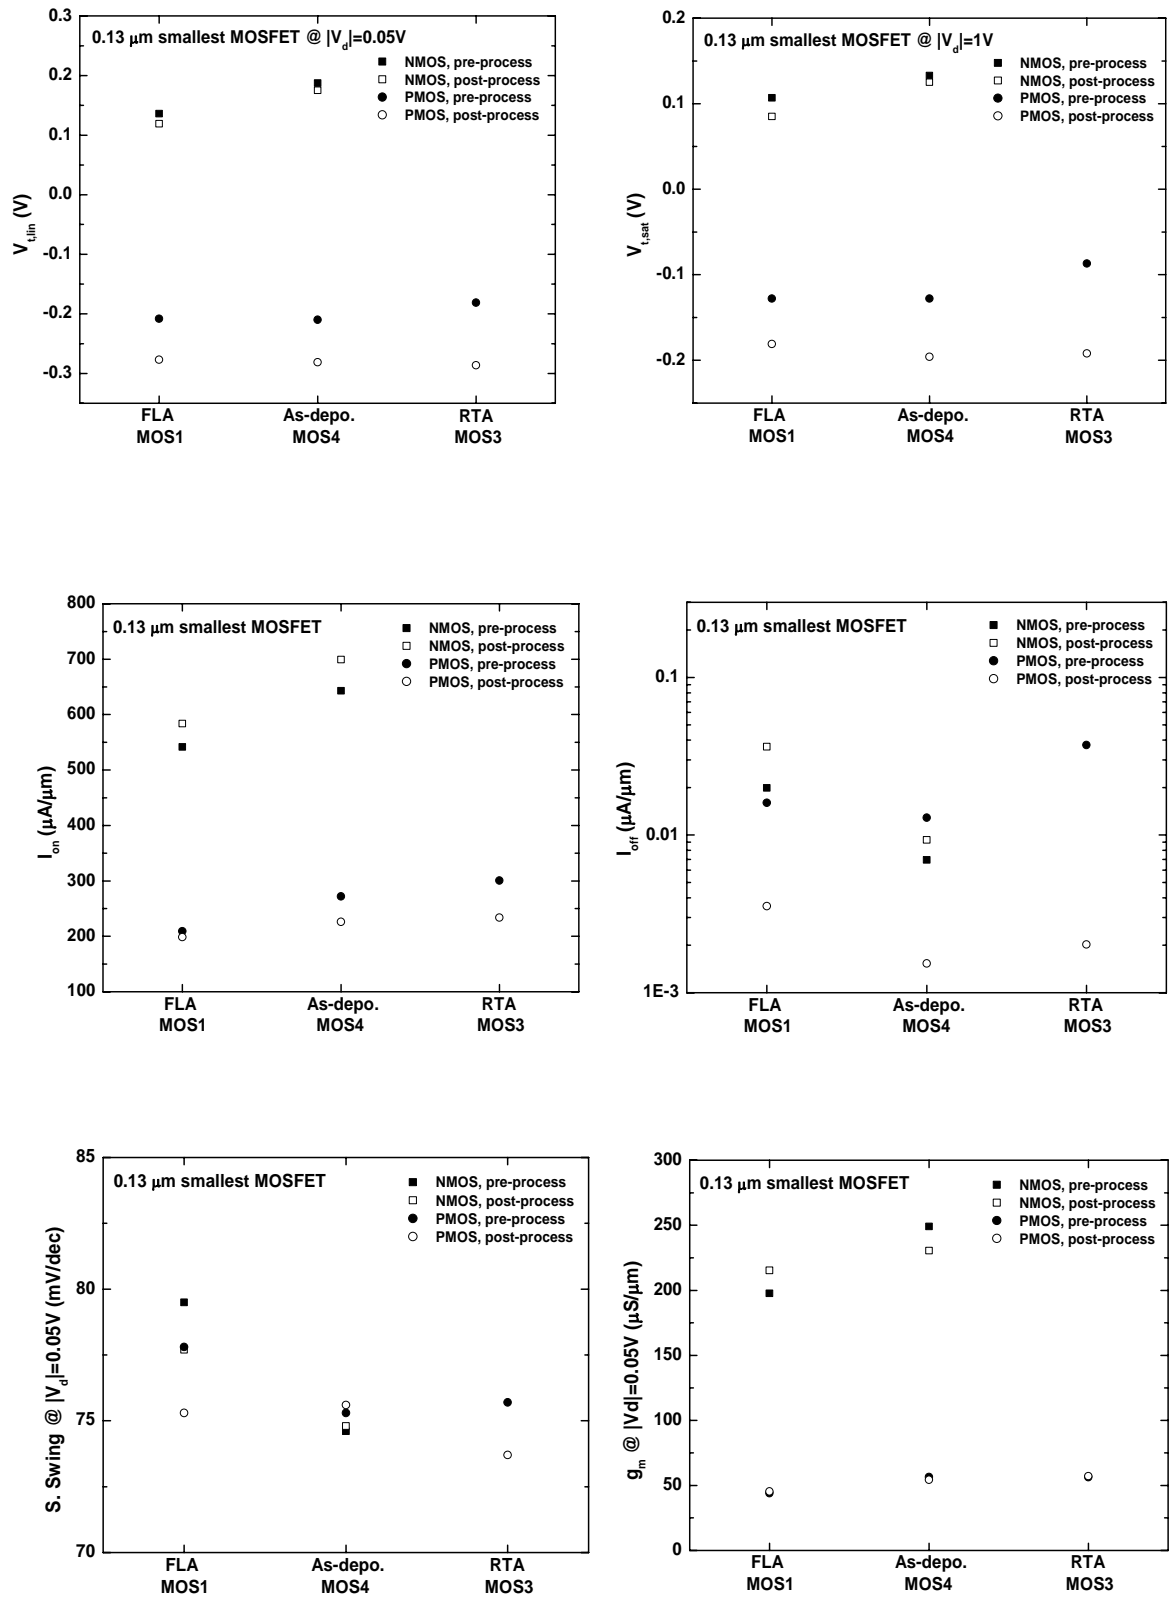 0.3
0.2
0.1
0.0
-0.1
-0.2
-0.3
V_t,lin (V)
0.13 μm smallest MOSFET @ |V_d|=0.05V
NMOS, pre-process
NMOS, post-process
PMOS, pre-process
PMOS, post-process
FLA
MOS1
As-depo.
MOS4
RTA
MOS3
0.2
0.1
0.0
-0.1
-0.2
V_t,sat (V)
0.13 μm smallest MOSFET @ |V_d|=1V
NMOS, pre-process
NMOS, post-process
PMOS, pre-process
PMOS, post-process
FLA
MOS1
As-depo.
MOS4
RTA
MOS3
800
700
600
500
400
300
200
100
I_on (μA/μm)
0.13 μm smallest MOSFET
NMOS, pre-process
NMOS, post-process
PMOS, pre-process
PMOS, post-process
FLA
MOS1
As-depo.
MOS4
RTA
MOS3
0.1
0.01
1E-3
I_off (μA/μm)
0.13 μm smallest MOSFET
NMOS, pre-process
NMOS, post-process
PMOS, pre-process
PMOS, post-process
FLA
MOS1
As-depo.
MOS4
RTA
MOS3
85
80
75
70
S. Swing @ |V_d|=0.05V (mV/dec)
0.13 μm smallest MOSFET
NMOS, pre-process
NMOS, post-process
PMOS, pre-process
PMOS, post-process
FLA
MOS1
As-depo.
MOS4
RTA
MOS3
300
250
200
150
100
50
0
g_m @ |Vd|=0.05V (μS/μm)
0.13 μm smallest MOSFET
NMOS, pre-process
NMOS, post-process
PMOS, pre-process
PMOS, post-process
FLA
MOS1
As-depo.
MOS4
RTA
MOS3